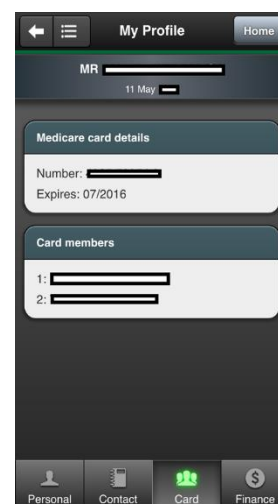 My Profile Home
MR
11 May
Medicare card details
Number:
Expires: 07/2016
Card members
1:
2:
Personal Contact Card Finance